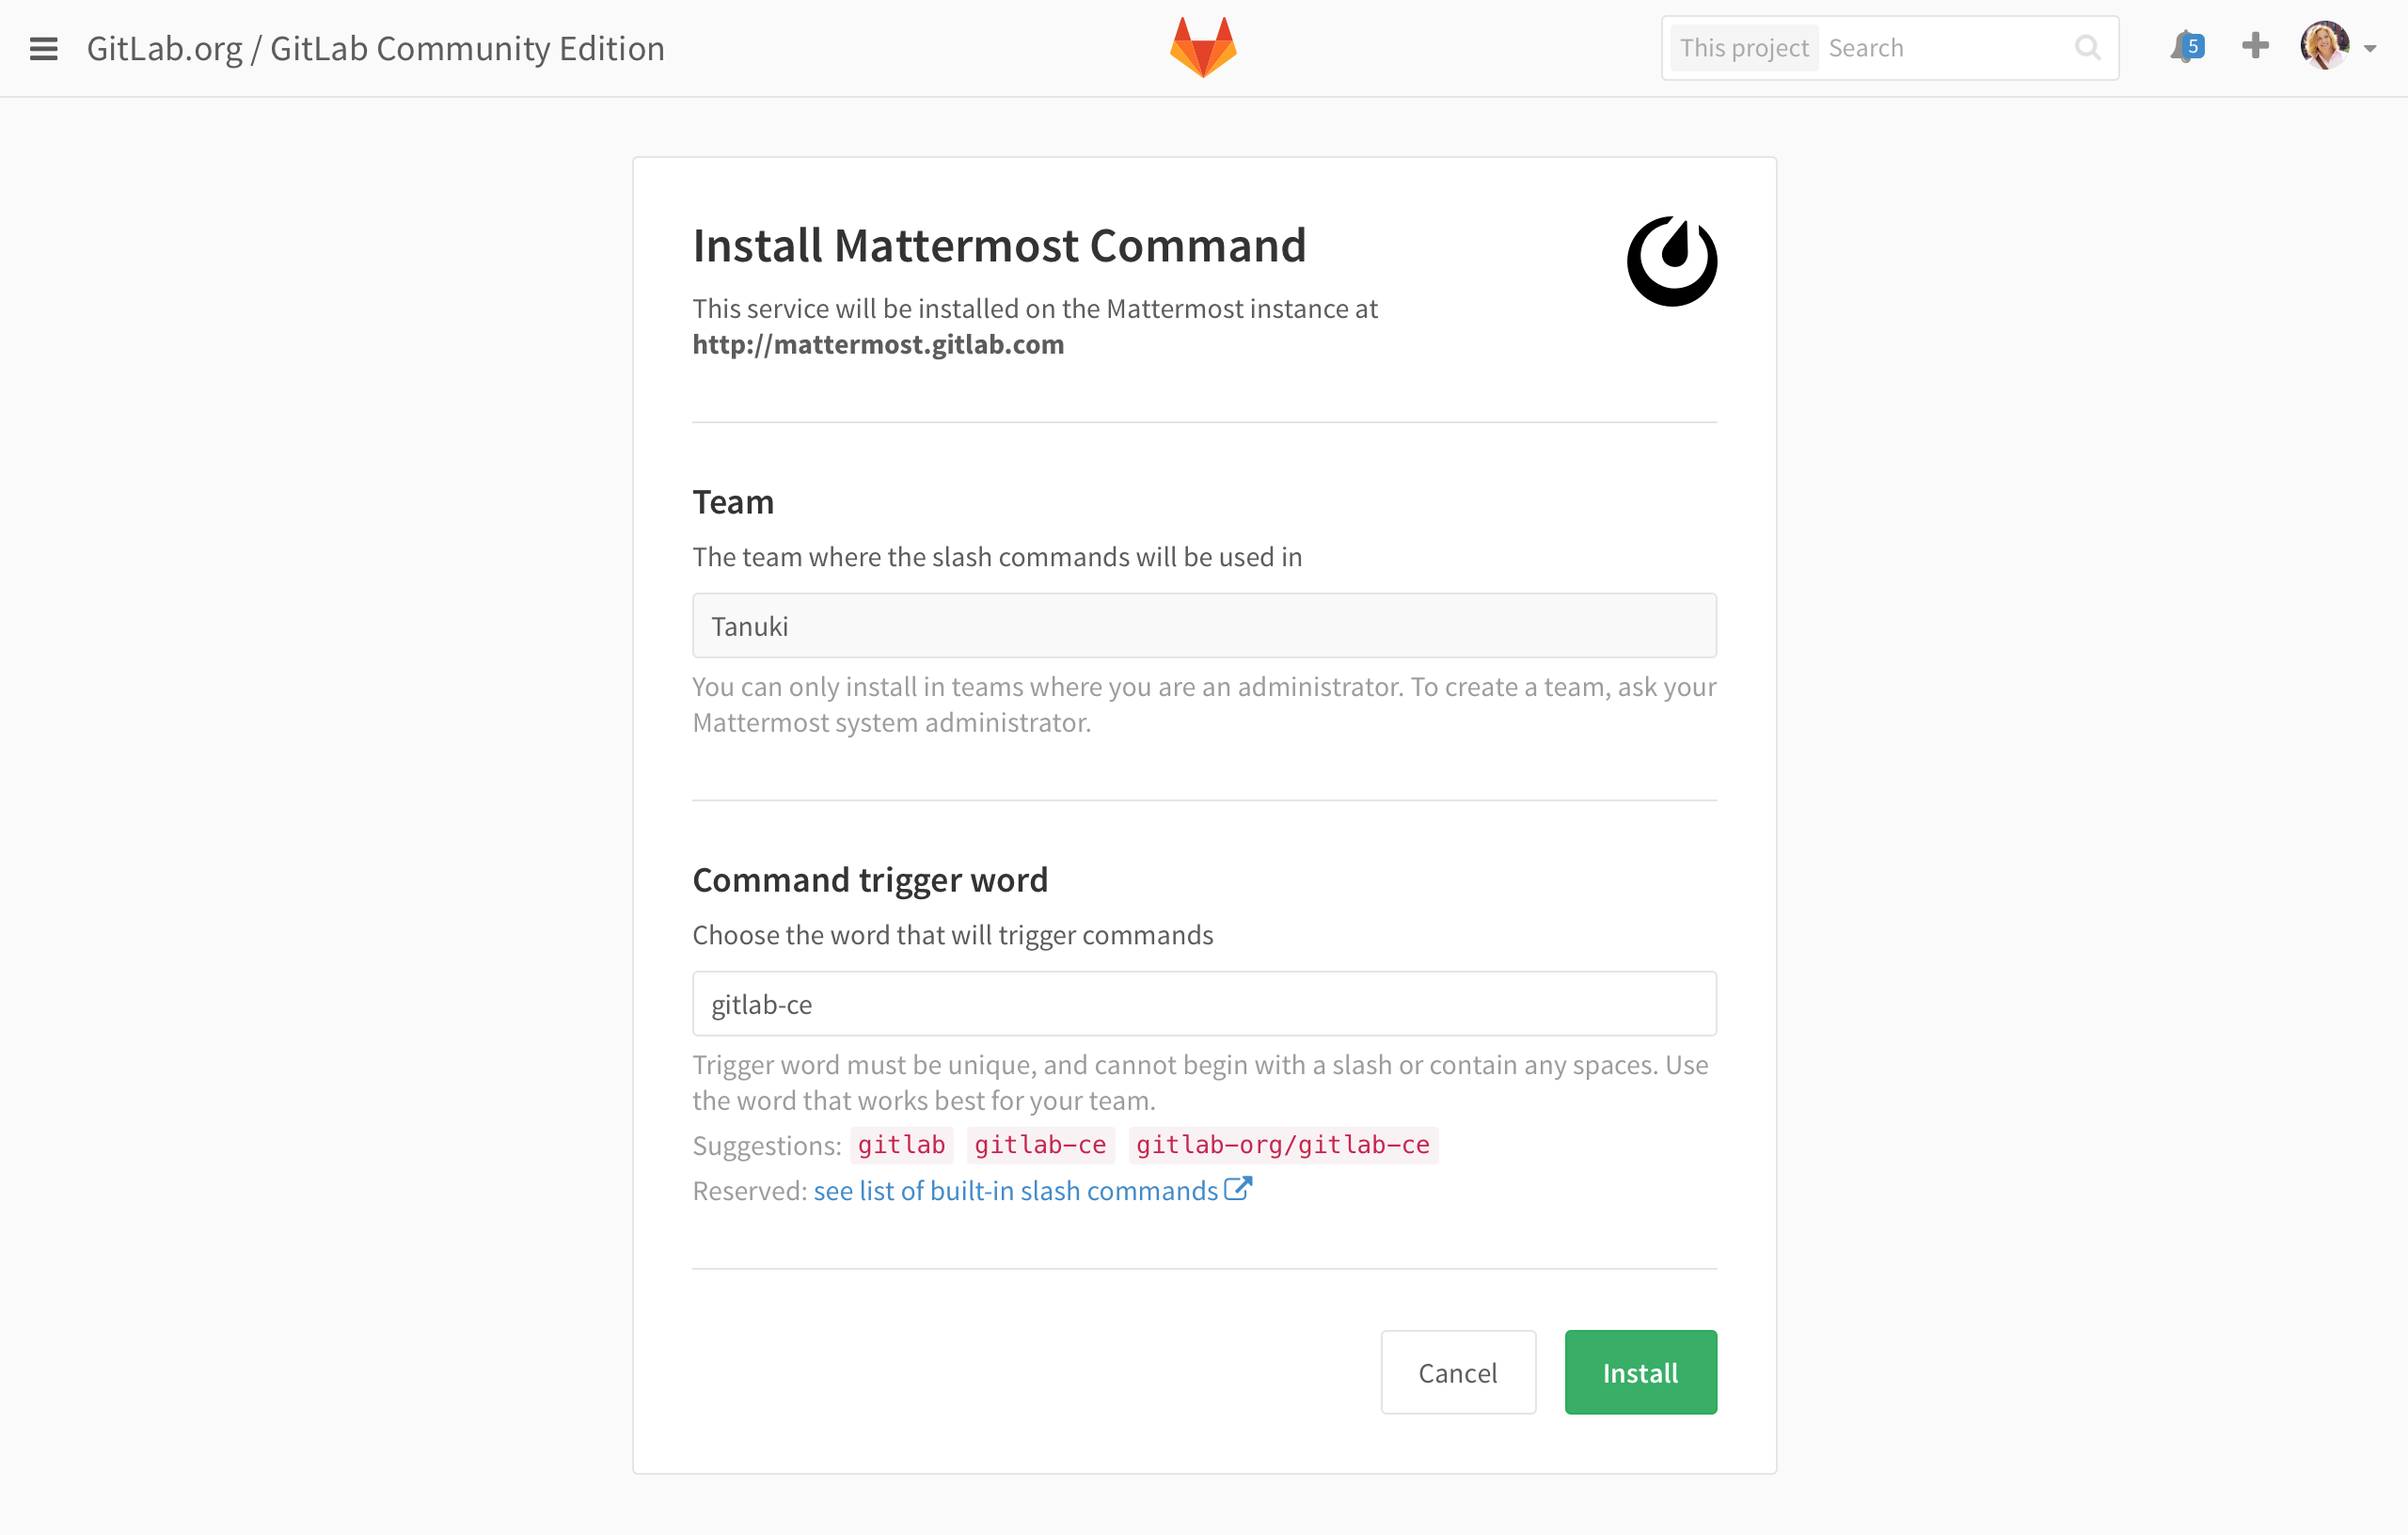 GitLab.org / GitLab Community Edition
This project Search
5
Install Mattermost Command
This service will be installed on the Mattermost instance at
http://mattermost.gitlab.com
Team
The team where the slash commands will be used in
Tanuki
You can only install in teams where you are an administrator. To create a team, ask your
Mattermost system administrator.
Command trigger word
Choose the word that will trigger commands
gitlab-ce
Trigger word must be unique, and cannot begin with a slash or contain any spaces. Use
the word that works best for your team.
Suggestions: gitlab gitlab-ce gitlab-org/gitlab-ce
Reserved: see list of built-in slash commands
Cancel Install